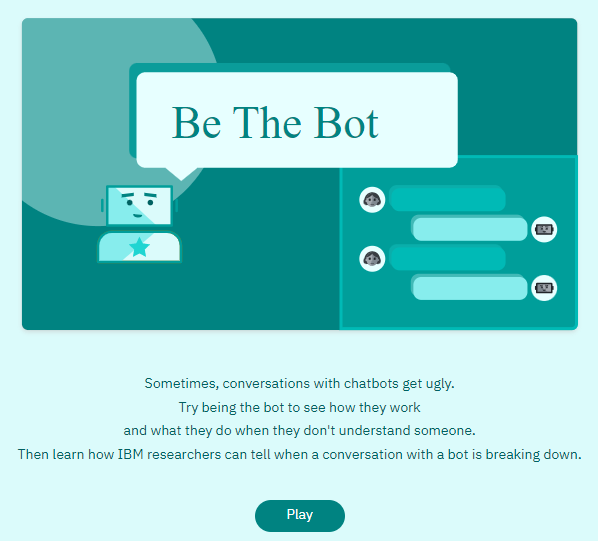 Be The Bot
Sometimes, conversations with chatbots get ugly.
Try being the bot to see how they work
and what they do when they don't understand someone.
Then learn how IBM researchers can tell when a conversation with a bot is breaking down.
Play